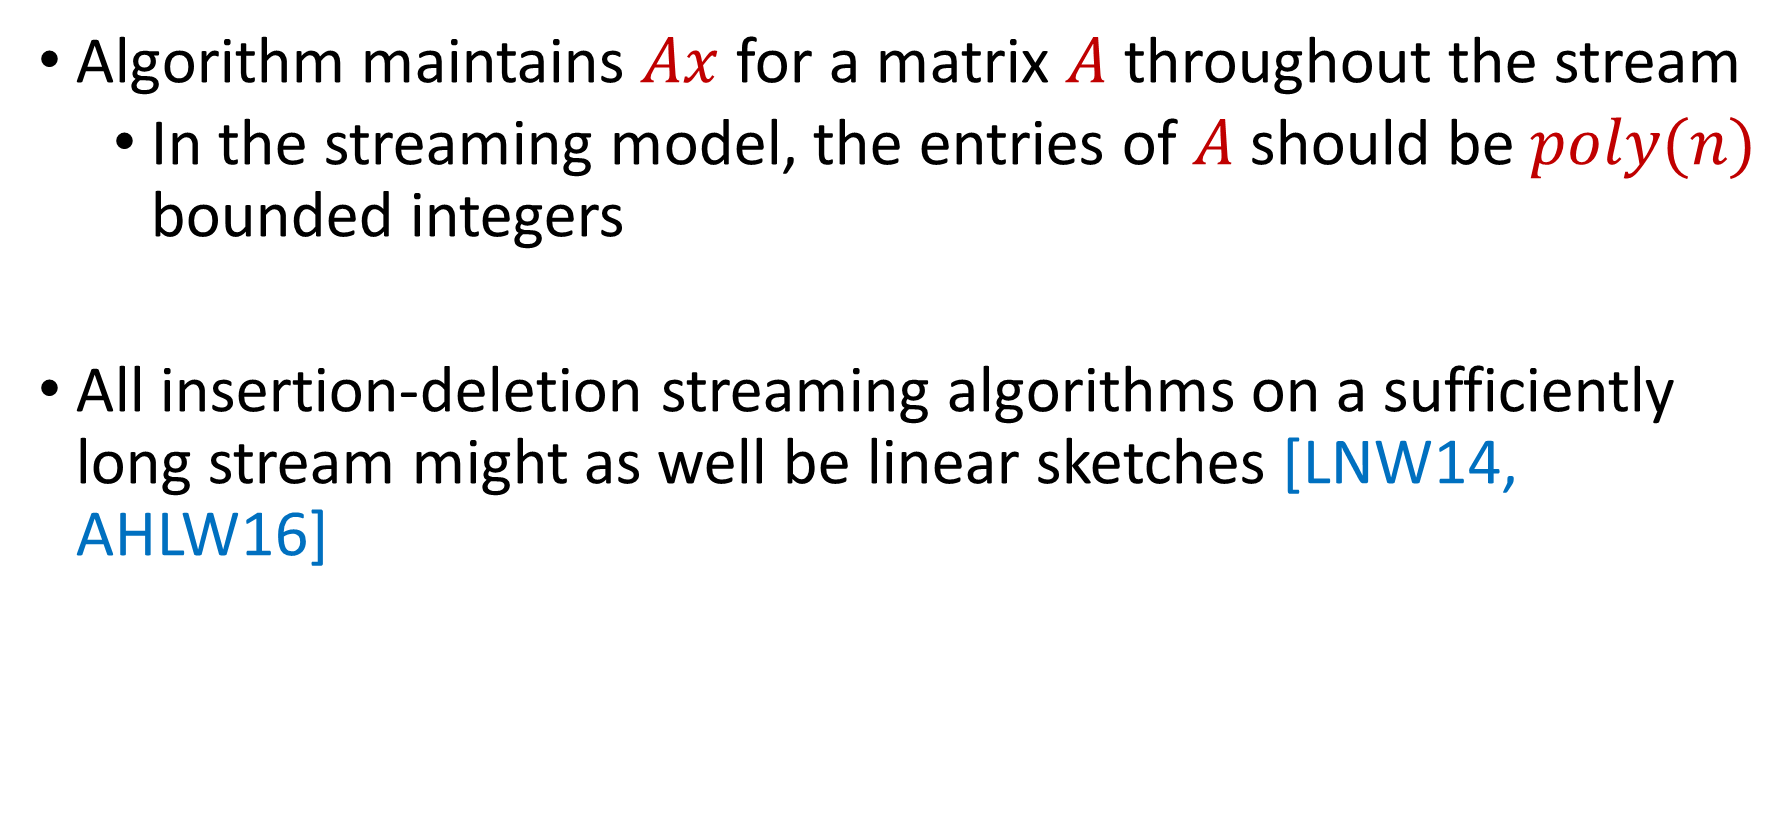 • Algorithm maintains Ax for a matrix A throughout the stream
• In the streaming model, the entries of A should be poly(n)
bounded integers
• All insertion-deletion streaming algorithms on a sufficiently
long stream might as well be linear sketches [LNW14,
AHLW16]